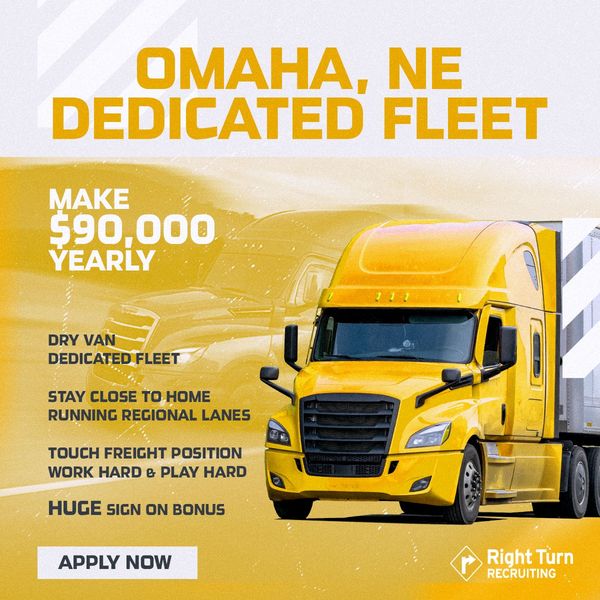 OMAHA, NE
DEDICATED FLEET
MAKE
$90,000
YEARLY
DRY VAN
DEDICATED FLEET
STAY CLOSE TO HOME
RUNNING REGIONAL LANES
TOUCH FREIGHT POSITION
WORK HARD & PLAY HARD
HUGE SIGN ON BONUS
APPLY NOW
Right Turn
RECRUITING